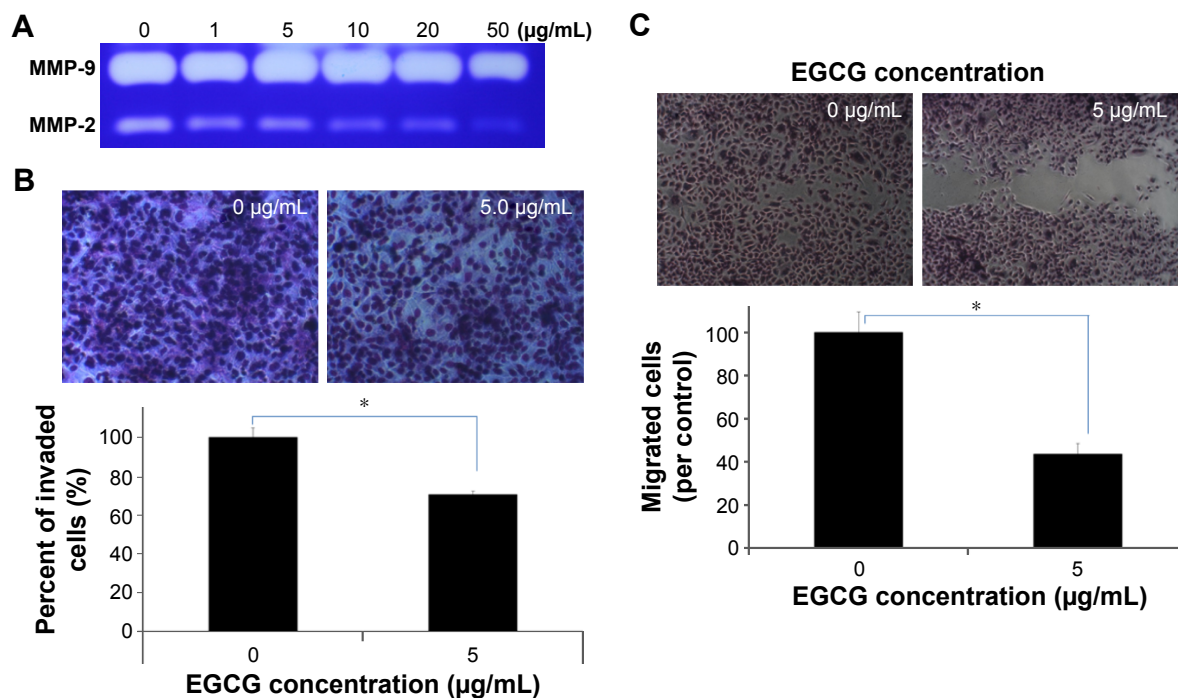 A
0 1 5 10 20 50 (µg/mL)
MMP-9
MMP-2
B
0 µg/mL
5.0 µg/mL
Percent of invaded
cells (%)
100
80
60
40
20
0
*
0 5
EGCG concentration (µg/mL)
C
EGCG concentration
0 µg/mL
5 µg/mL
Migrated cells
(per control)
100
80
60
40
20
0
*
0 5
EGCG concentration (µg/mL)